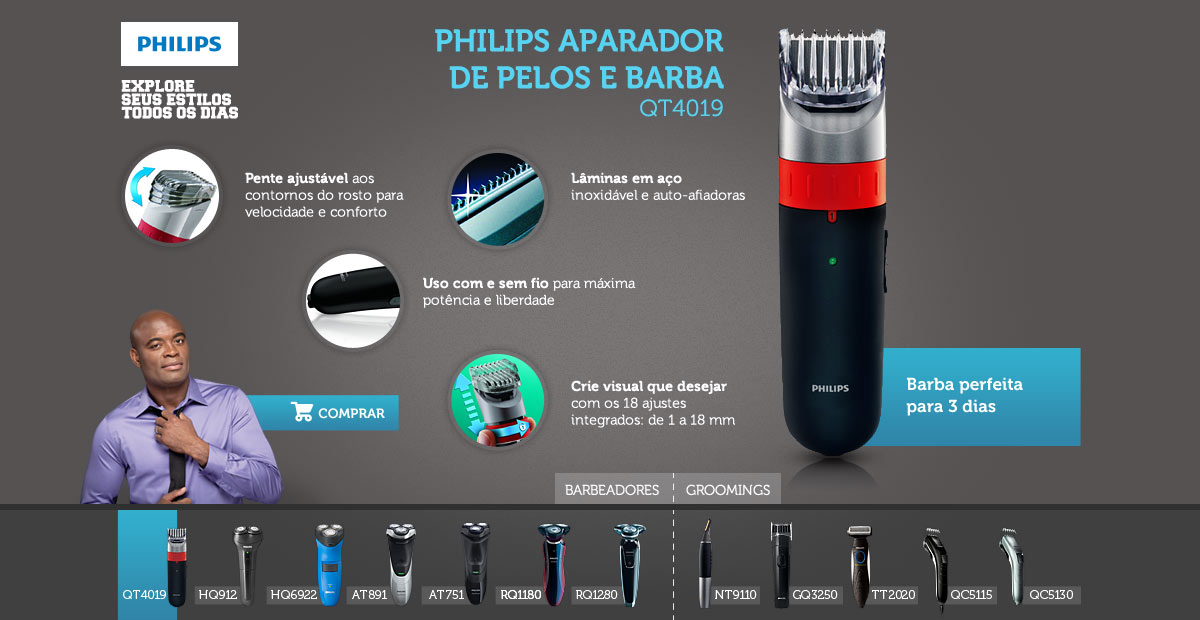 PHILIPS
EXPLORE
SEUS ESTILOS
TODOS OS DIAS
PHILIPS APARADOR
DE PELOS E BARBA
QT4019
Pente ajustável aos
contornos do rosto para
velocidade e conforto
Lâminas em aço
inoxidável e auto-afiadoras
Uso com e sem fio para máxima
potência e liberdade
Crie visual que desejar
com os 18 ajustes
integrados: de 1 a 18 mm
COMPRAR
PHILIPS
Barba perfeita
para 3 dias
BARBEADORES
GROOMINGS
QT4019
HQ912
HQ6922
AT891
AT751
RQ1180
RQ1280
NT9110
GQ3250
TT2020
QC5115
QC5130